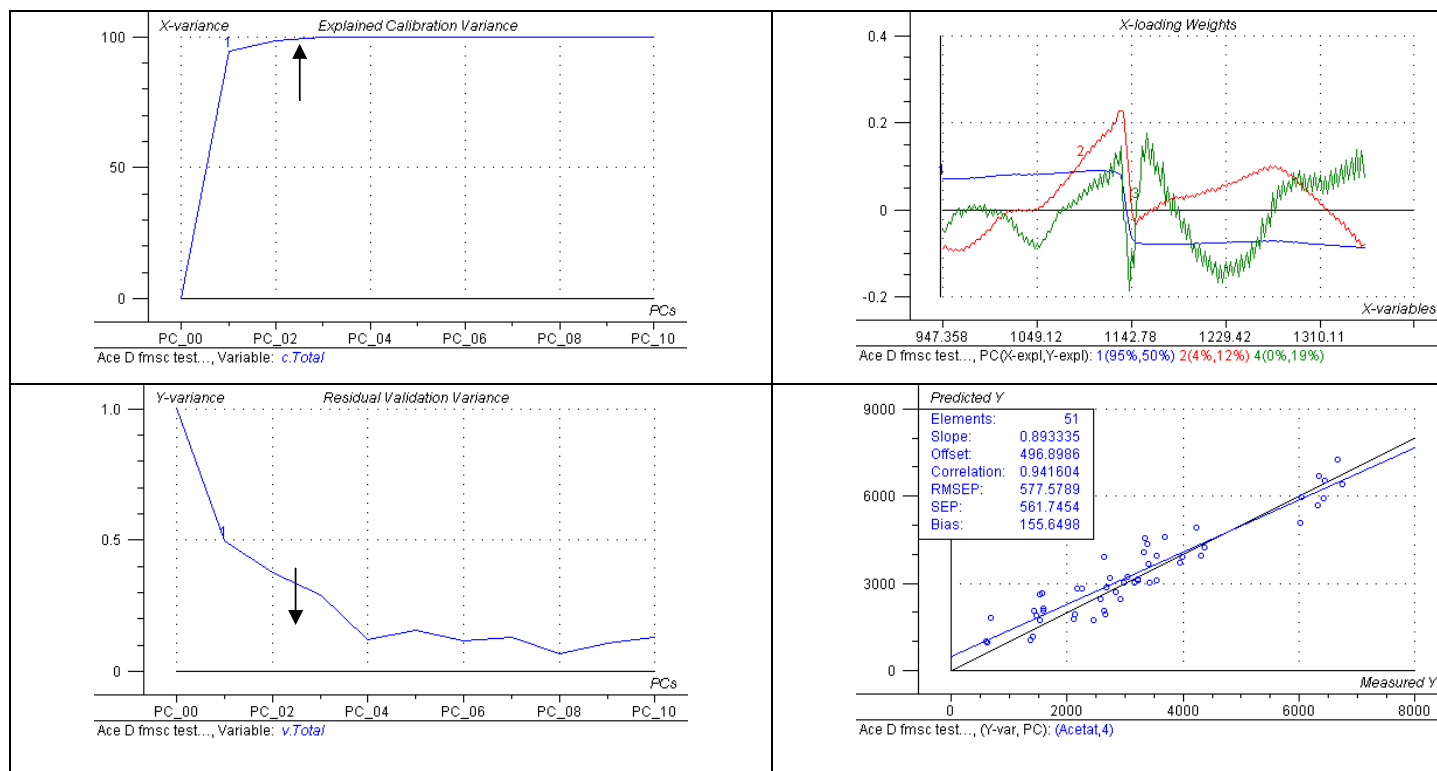 X-variance Explained Calibration Variance
100
50
0
PCs
PC_00 PC_02 PC_04 PC_06 PC_08 PC_10
Ace D fmsc test..., Variable: c.Total
X-loading Weights
0.4
0.2
0
-0.2
2
3
X-variables
947.358 1049.12 1142.78 1229.42 1310.11
Ace D fmsc test..., PC(X-expl,Y-expl): 1(95%,50%) 2(4%,12%) 4(0%,19%)
Y-variance Residual Validation Variance
1.0
0.5
0
PCs
PC_00 PC_02 PC_04 PC_06 PC_08 PC_10
Ace D fmsc test..., Variable: v.Total
Predicted Y
9000
6000
3000
0
Elements: 51
Slope: 0.893335
Offset: 496.8986
Correlation: 0.941604
RMSEP: 577.5789
SEP: 561.7454
Bias: 155.6498
Measured Y
0 2000 4000 6000 8000
Ace D fmsc test..., (Y-var, PC): (Acetat,4)